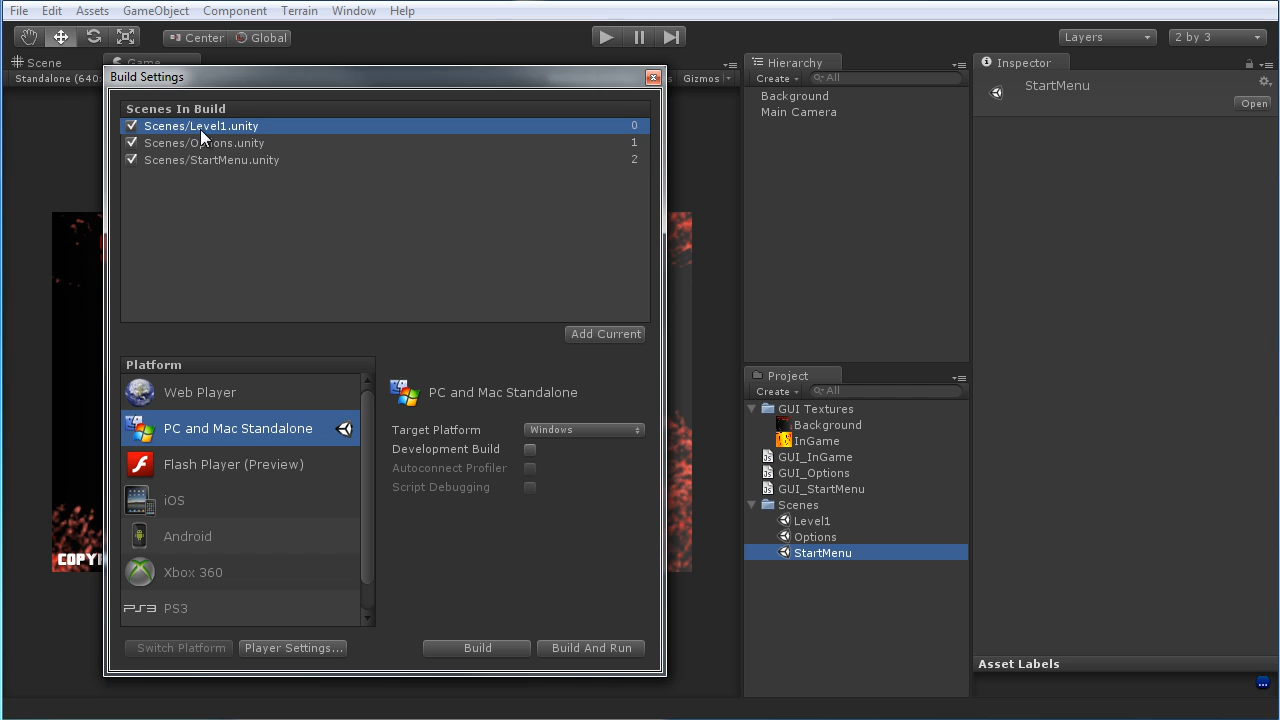 File Edit Assets GameObject Component Terrain Window Help
Center Global
Layers
2 by 3
Scene
Game
Standalone (640:
Gizmos
Build Settings
Scenes In Build
Scenes/Level1.unity 0
Scenes/Options.unity 1
Scenes/StartMenu.unity 2
Add Current
Platform
Web Player
PC and Mac Standalone
Flash Player (Preview)
iOS
Android
Xbox 360
PS3 PS3
PC and Mac Standalone
Target Platform Windows
Development Build
Autoconnect Profiler
Script Debugging
Switch Platform Player Settings... Build Build And Run
COPY
Hierarchy
Create All
Background
Main Camera
Project
Create All
GUI Textures
Background
InGame
GUI_InGame
GUI_Options
GUI_StartMenu
Scenes
Level1
Options
StartMenu
Inspector
StartMenu
Open
Asset Labels
...